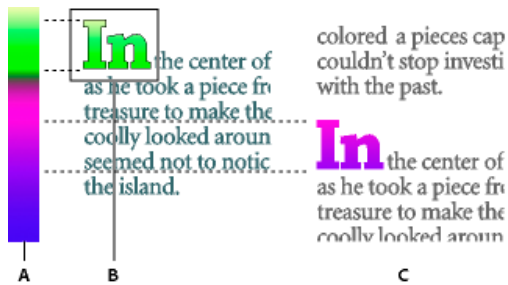 In the center of
as he took a piece fr
treasure to make the
coolly looked aroun
seemed not to notic
the island.
colored a pieces cap
couldn't stop investi
with the past.
In the center of
as he took a piece fre
treasure to make the
coolly looked aroun
A
B
C